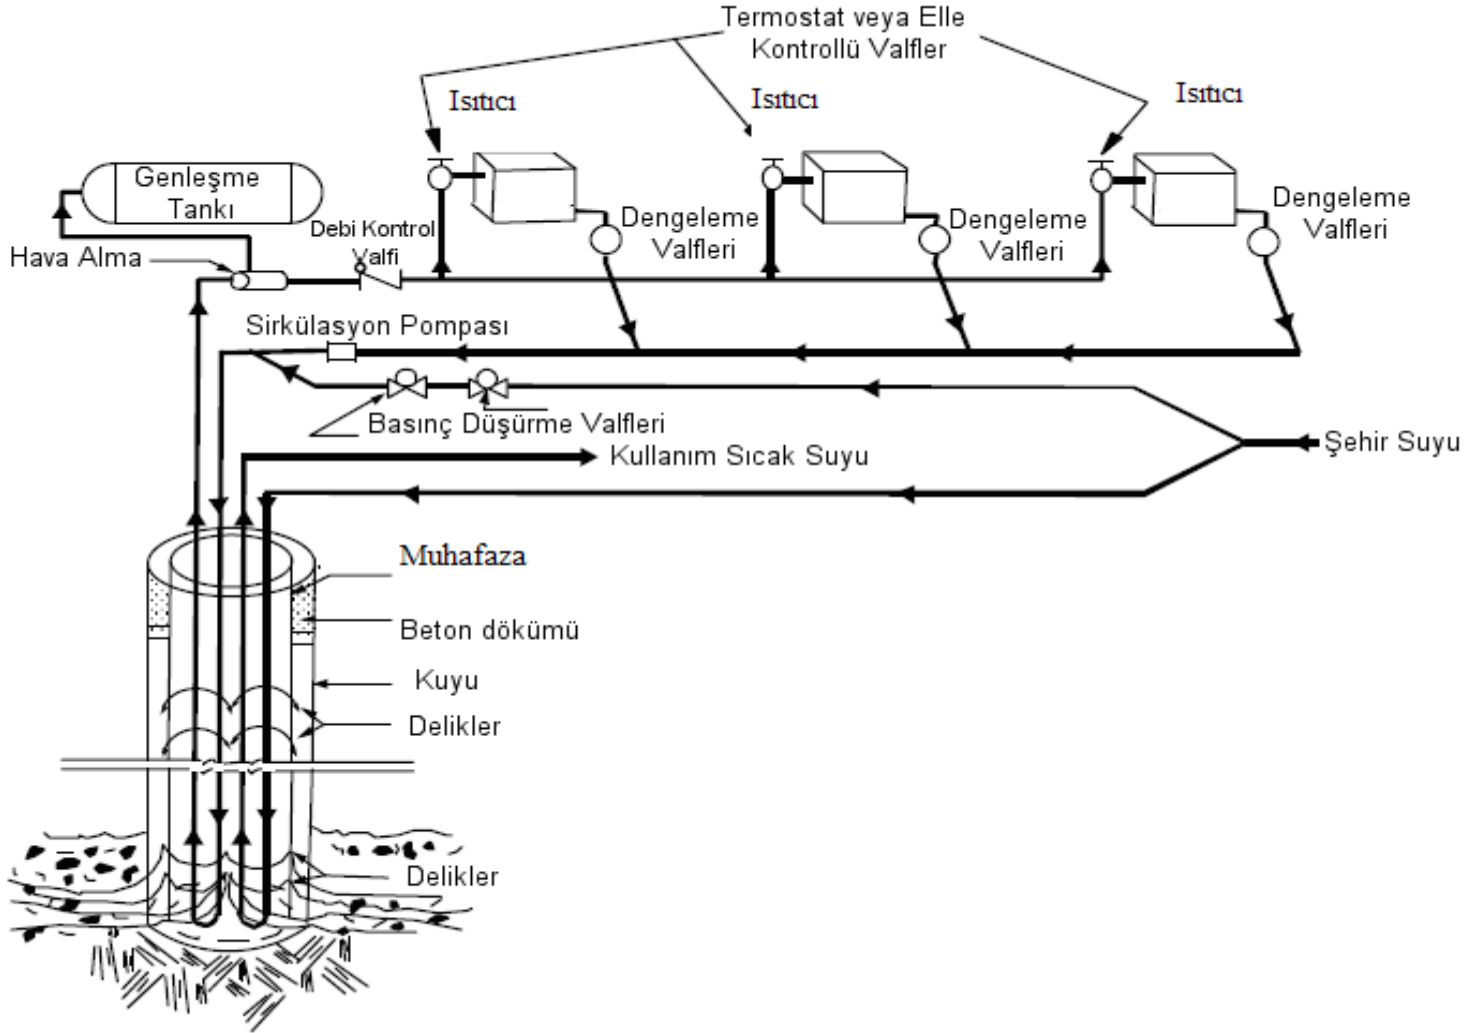 Termostat veya Elle
Kontrollü Valfler
Isıtıcı
Isıtıcı
Isıtıcı
Genleşme
Tankı
Debi Kontrol
Valfi
Dengeleme
Valfleri
Dengeleme
Valfleri
Dengeleme
Valfleri
Hava Alma
Sirkülasyon Pompası
Basınç Düşürme Valfleri
Şehir Suyu
Kullanım Sıcak Suyu
Muhafaza
Beton dökümü
Kuyu
Delikler
Delikler